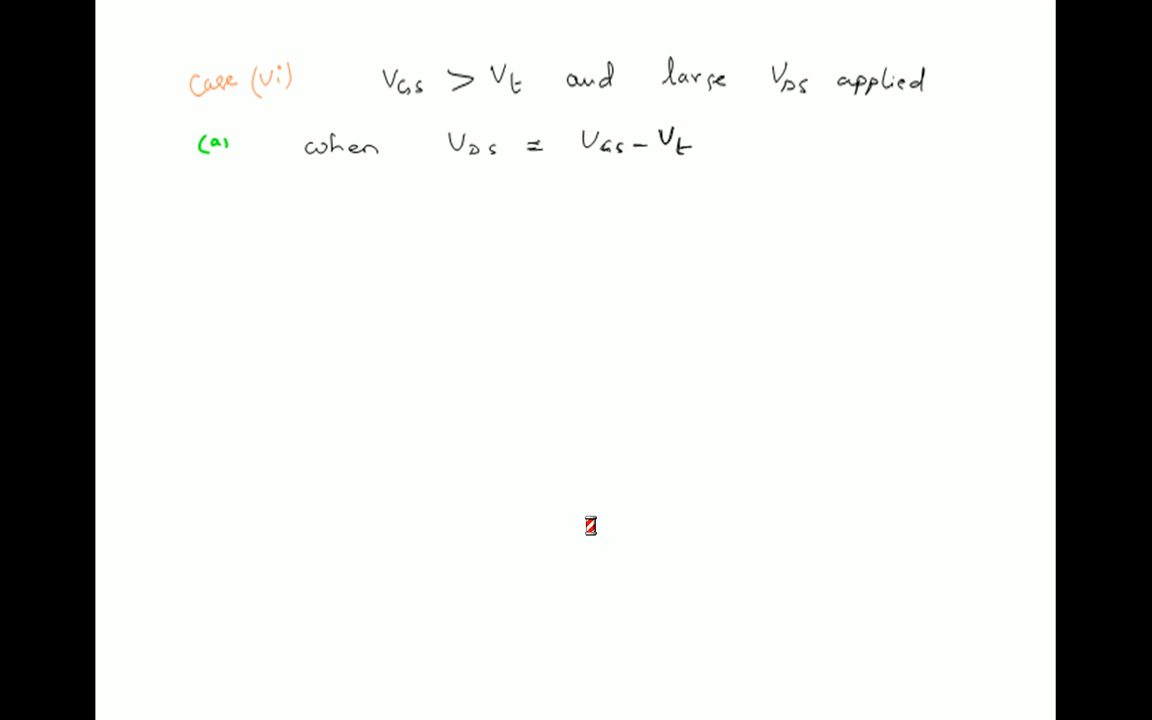 Case (vi) VGS > Vt and large VDS applied
(a) when VDS = VGS - Vt